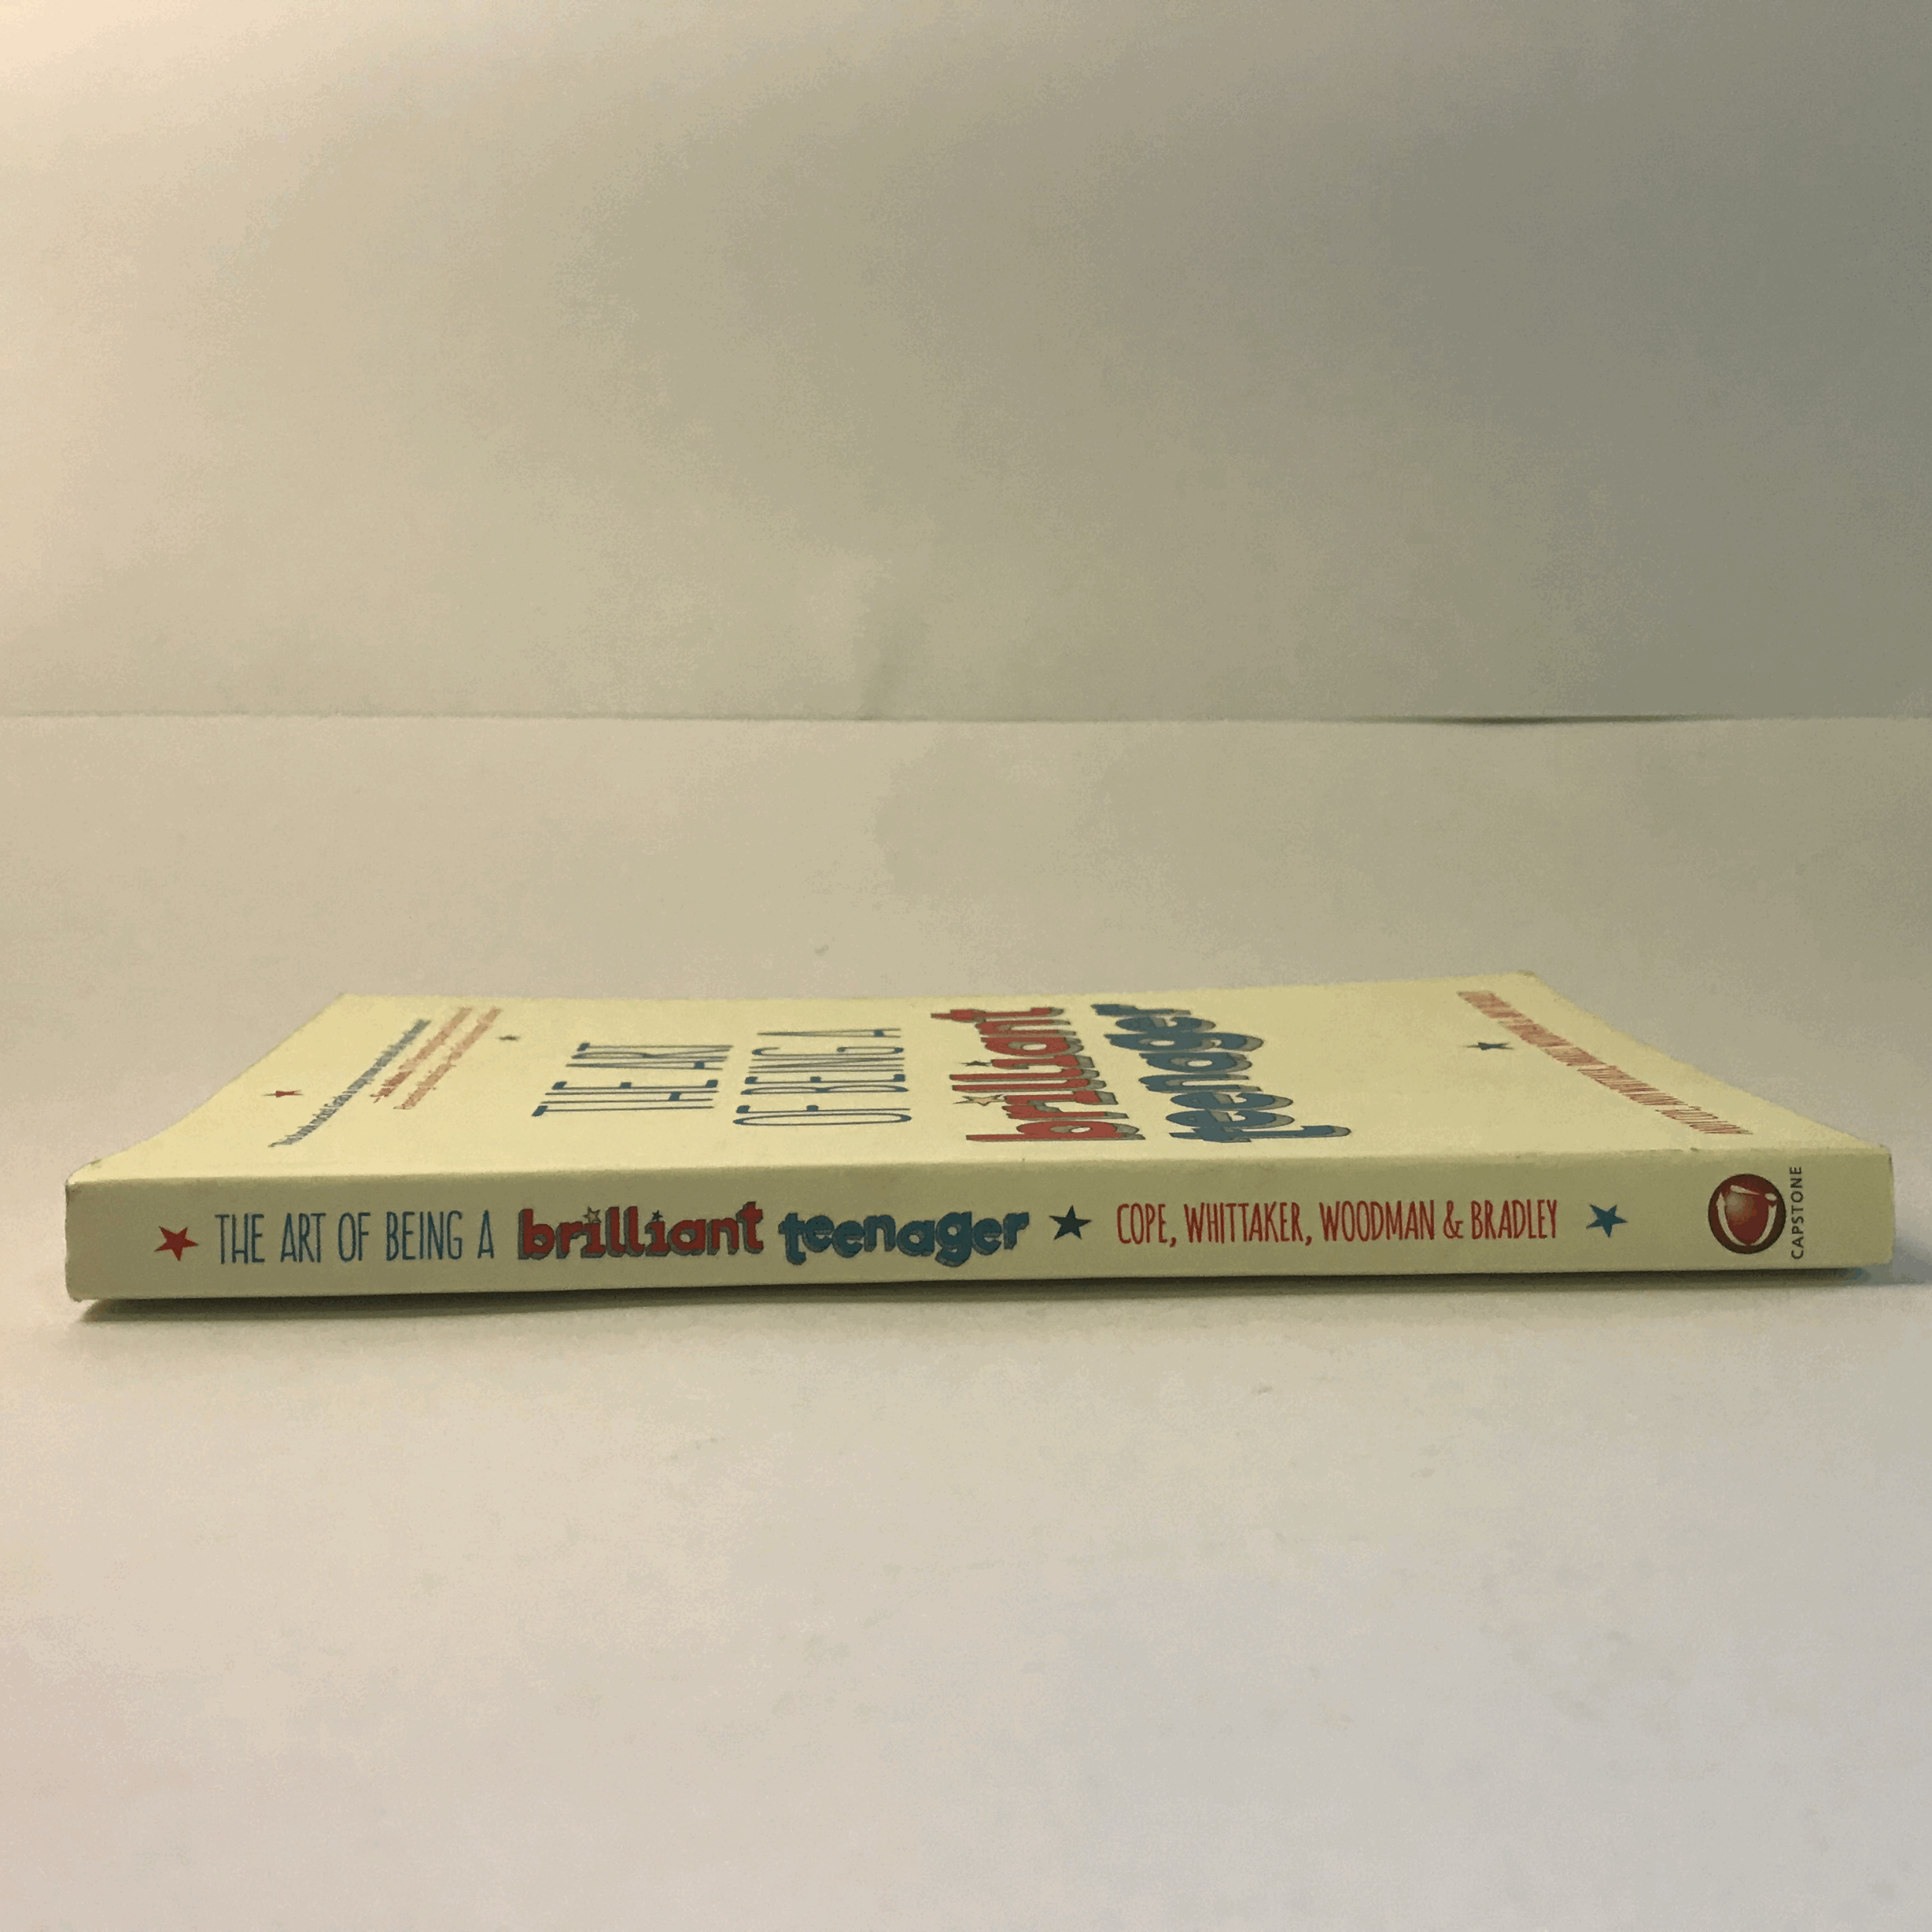 THE ART
OF BEING A
brilliant
teenager
THE ART OF BEING A brilliant teenager COPE, WHITTAKER, WOODMAN & BRADLEY
CAPSTONE